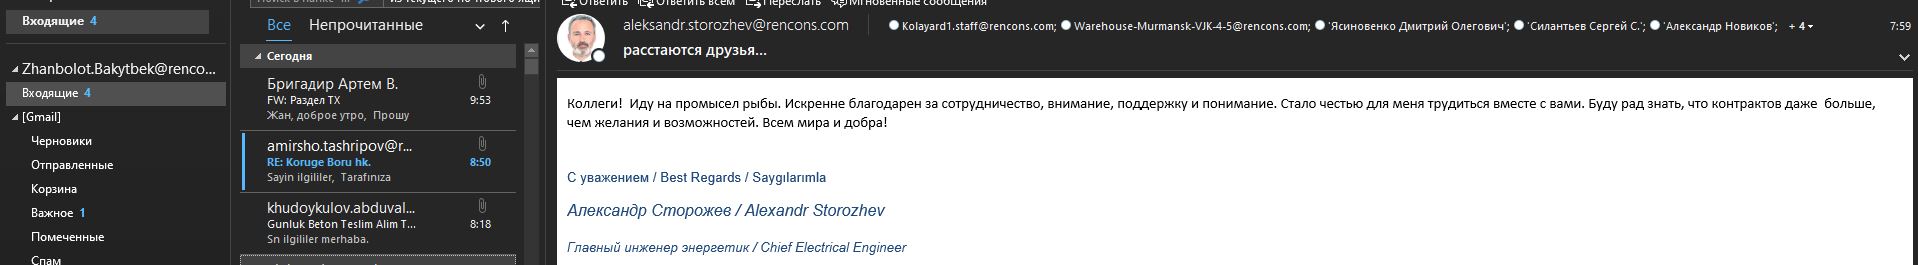 Входящие 4
Zhanbolot.Bakytbek@renco...
Входящие 4
[Gmail]
Черновики
Отправленные
Корзина
Важное 1
Помеченные
Спам
Все Непрочитанные
Сегодня
Бригадир Артем В.
FW: Раздел ТХ 9:53
Жан, доброе утро, Прошу
amirsho.tashripov@r...
RE: Koruge Boru hk. 8:50
Sayin ilgililer, Tarafınıza
khudoykulov.abduval...
Gunluk Beton Teslim Alim T... 8:18
Sn ilgililer merhaba.
Ответить Ответить всем Переслать Мгновенные сообщения
aleksandr.storozhev@rencons.com Kolayard1.staff@rencons.com; Warehouse-Murmansk-VJK-4-5@rencons.com; 'Ясиновенко Дмитрий Олегович'; 'Силантьев Сергей С.'; 'Александр Новиков'; + 4 7:59
расстаются друзья...
Коллеги! Иду на промысел рыбы. Искренне благодарен за сотрудничество, внимание, поддержку и понимание. Стало честью для меня трудиться вместе с вами. Буду рад знать, что контрактов даже больше,
чем желания и возможностей. Всем мира и добра!
С уважением / Best Regards / Saygılarımla
Александр Сторожев / Alexandr Storozhev
Главный инженер энергетик / Chief Electrical Engineer